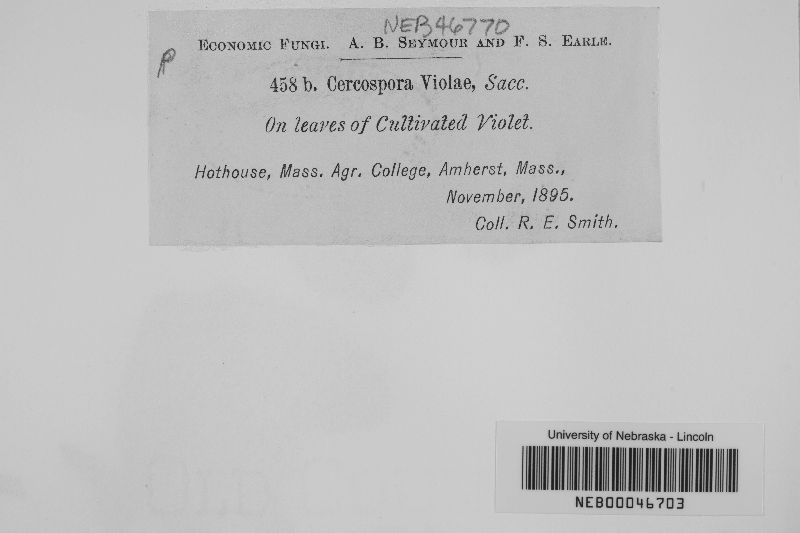 NEB46770
ECONOMIC FUNGI. A. B. SEYMOUR AND F. S. EARLE.
P
458 b. Cercospora Violae, Sacc.
On leaves of Cultivated Violet.
Hothouse, Mass. Agr. College, Amherst, Mass.,
November, 1895.
Coll. R. E. Smith.
University of Nebraska - Lincoln
NEB00046703